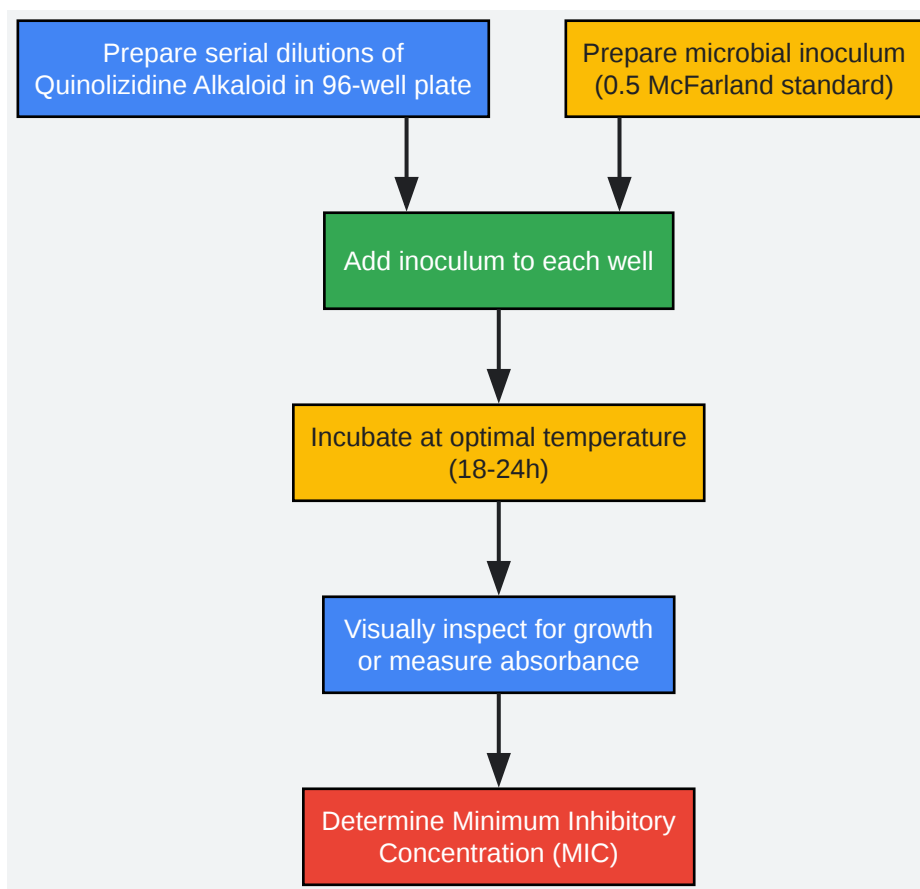 Prepare serial dilutions of
Quinolizidine Alkaloid in 96-well plate
Prepare microbial inoculum
(0.5 McFarland standard)
Add inoculum to each well
Incubate at optimal temperature
(18-24h)
Visually inspect for growth
or measure absorbance
Determine Minimum Inhibitory
Concentration (MIC)